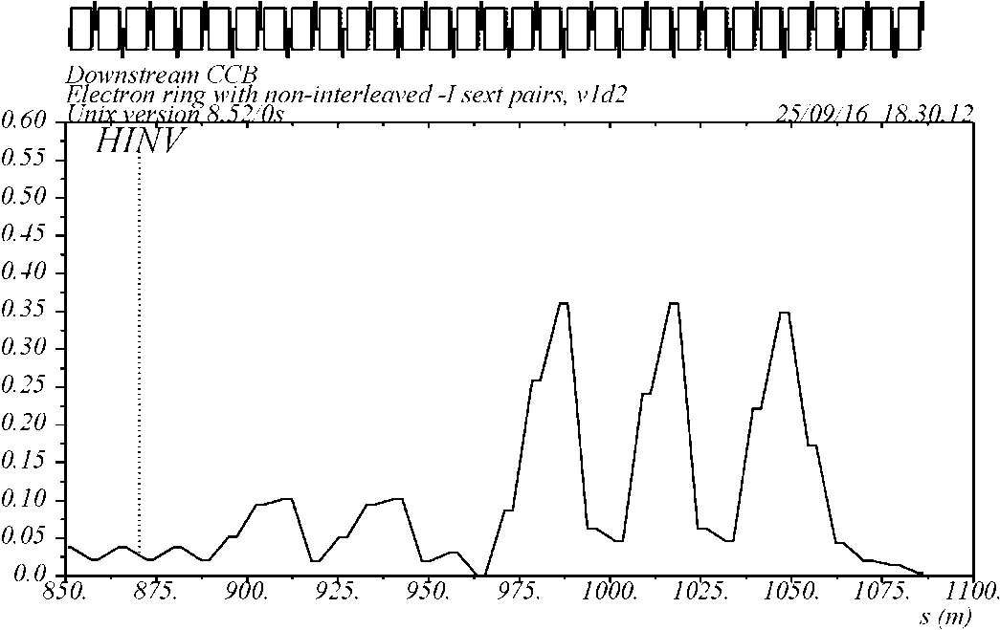 Downstream CCB
Electron ring with non-interleaved -I sext pairs, v1d2
Unix version 8.52/0s 25/09/16 18.30.12
HINV
0.60
0.55
0.50
0.45
0.40
0.35
0.30
0.25
0.20
0.15
0.10
0.05
0.0
850. 875. 900. 925. 950. 975. 1000. 1025. 1050. 1075. 1100.
s (m)